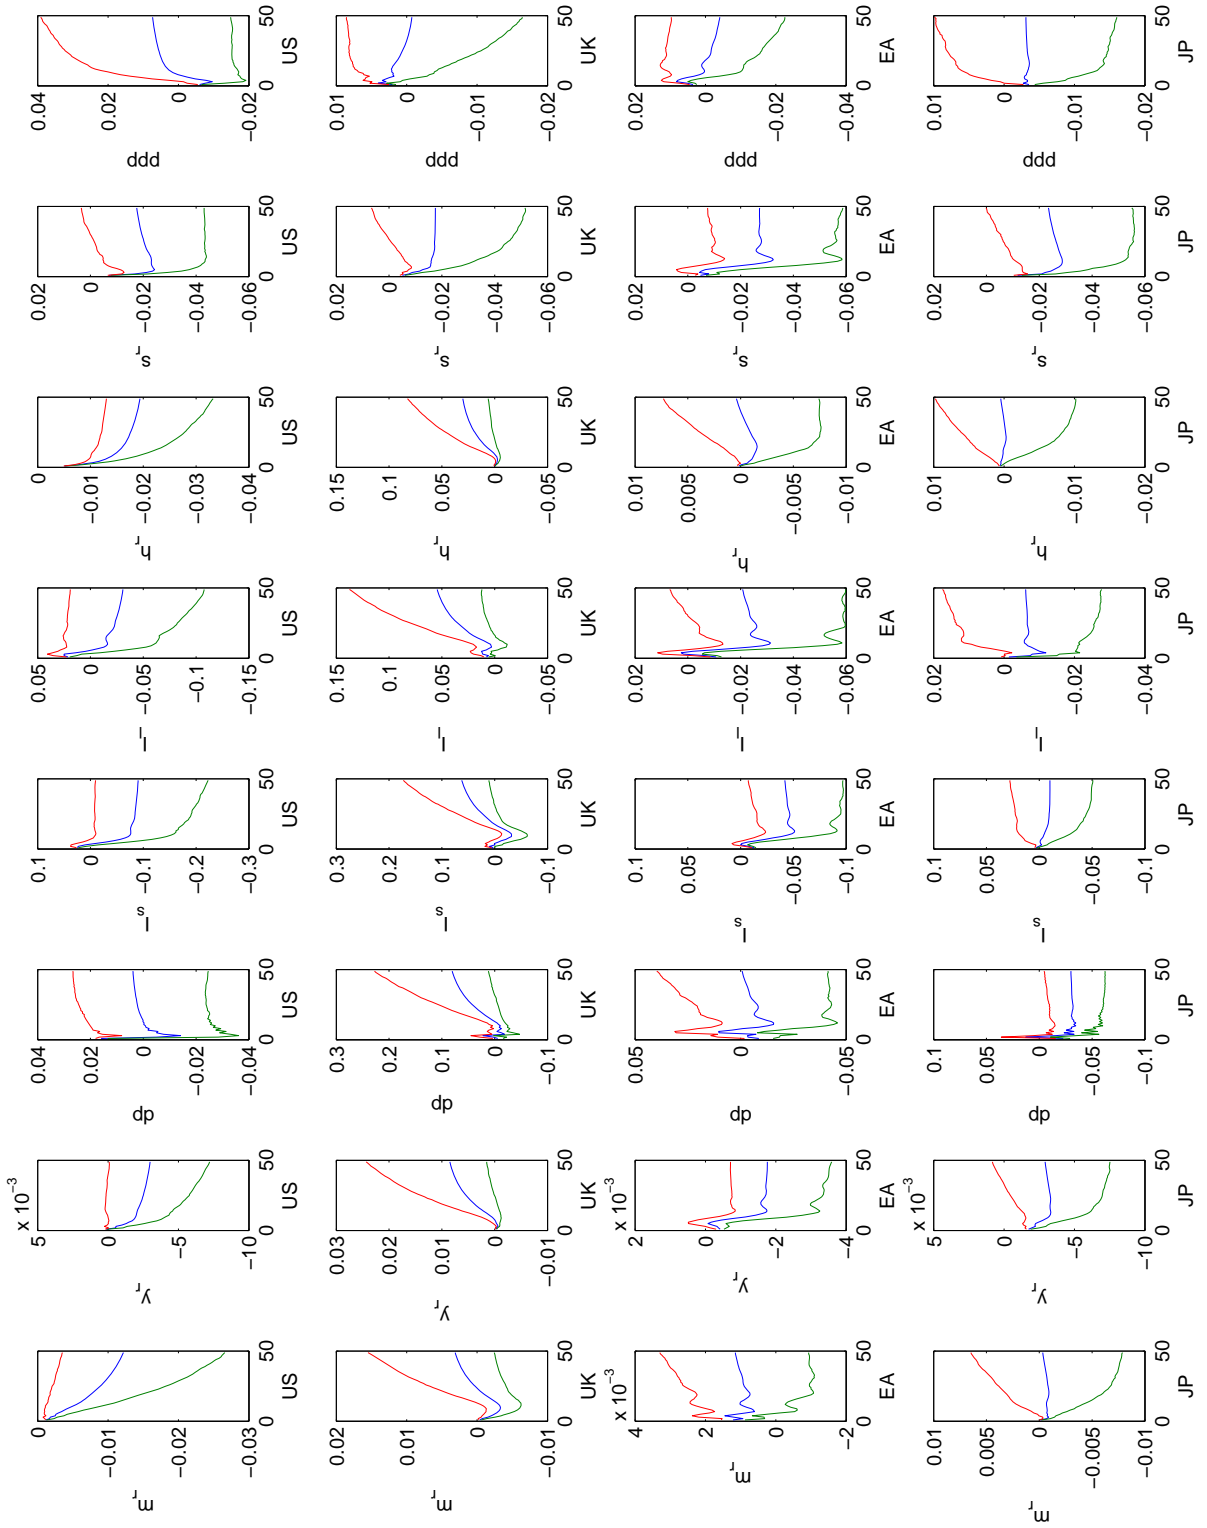 m_r
0
−0.01
−0.02
−0.03
0 50
US
y_r
x 10^−3
5
0
−5
−10
0 50
US
dp
0.04
0.02
0
−0.02
−0.04
0 50
US
I_s
0.1
0
−0.1
−0.2
−0.3
0 50
US
I_l
0.05
0
−0.05
−0.1
−0.15
0 50
US
h_r
0
−0.01
−0.02
−0.03
−0.04
0 50
US
s_r
0.02
0
−0.02
−0.04
−0.06
0 50
US
ppp
0.04
0.02
0
−0.02
0 50
US
m_r
0.02
0.01
0
−0.01
0 50
UK
y_r
0.03
0.02
0.01
0
−0.01
0 50
UK
dp
0.3
0.2
0.1
0
−0.1
0 50
UK
I_s
0.3
0.2
0.1
0
−0.1
0 50
UK
I_l
0.15
0.1
0.05
0
−0.05
0 50
UK
h_r
0.15
0.1
0.05
0
−0.05
0 50
UK
s_r
0.02
0
−0.02
−0.04
−0.06
0 50
UK
ppp
0.01
0
−0.01
−0.02
0 50
UK
m_r
x 10^−3
4
2
0
−2
0 50
EA
y_r
x 10^−3
2
0
−2
−4
0 50
EA
dp
0.05
0
−0.05
0 50
EA
I_s
0.1
0.05
0
−0.05
−0.1
0 50
EA
I_l
0.02
0
−0.02
−0.04
−0.06
0 50
EA
h_r
0.01
0.005
0
−0.005
−0.01
0 50
EA
s_r
0.02
0
−0.02
−0.04
−0.06
0 50
EA
ppp
0.02
0
−0.02
−0.04
0 50
EA
m_r
0.01
0.005
0
−0.005
−0.01
0 50
JP
y_r
x 10^−3
5
0
−5
−10
0 50
JP
dp
0.1
0.05
0
−0.05
−0.1
0 50
JP
I_s
0.1
0.05
0
−0.05
−0.1
0 50
JP
I_l
0.02
0
−0.02
−0.04
0 50
JP
h_r
0.01
0
−0.01
−0.02
0 50
JP
s_r
0.02
0
−0.02
−0.04
−0.06
0 50
JP
ppp
0.01
0
−0.01
−0.02
0 50
JP